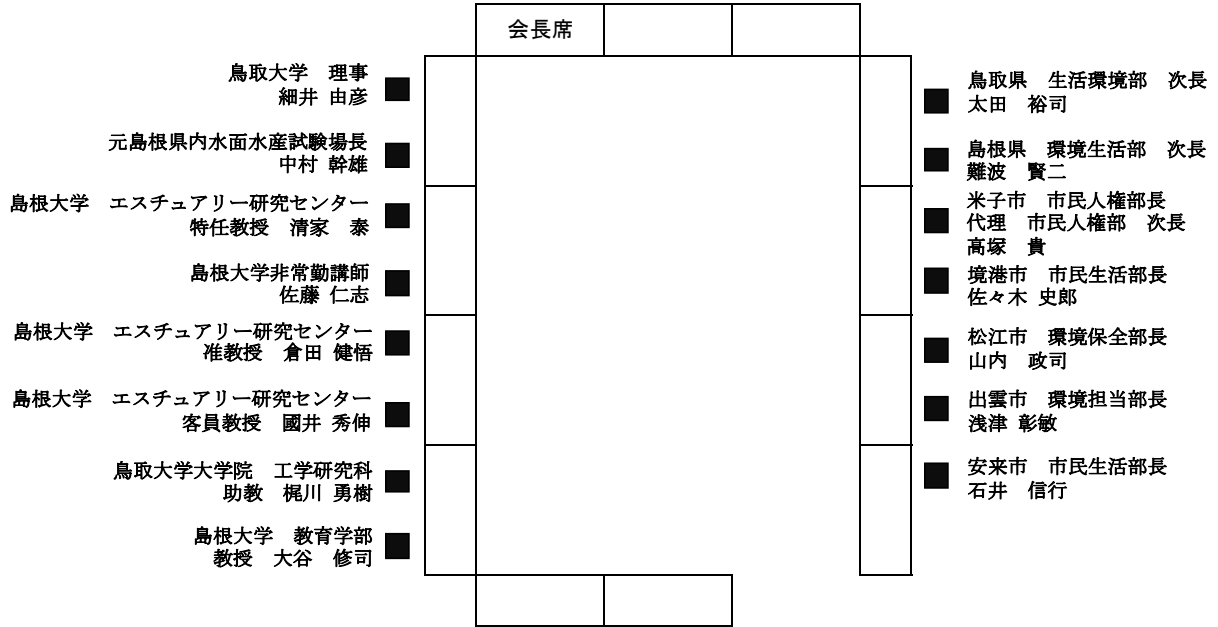 会長席
鳥取大学　理事
細井 由彦
元島根県内水面水産試験場長
中村 幹雄
島根大学　エスチュアリー研究センター
特任教授　清家　泰
島根大学非常勤講師
佐藤 仁志
島根大学　エスチュアリー研究センター
准教授　倉田 健悟
島根大学　エスチュアリー研究センター
客員教授　國井 秀伸
鳥取大学大学院　工学研究科
助教　梶川 勇樹
島根大学　教育学部
教授　大谷　修司
鳥取県　生活環境部　次長
太田　裕司
島根県　環境生活部　次長
難波　賢二
米子市　市民人権部長
代理　市民人権部　次長
高塚　貴
境港市　市民生活部長
佐々木 史郎
松江市　環境保全部長
山内　政司
出雲市　環境担当部長
浅津 彰敏
安来市　市民生活部長
石井　信行